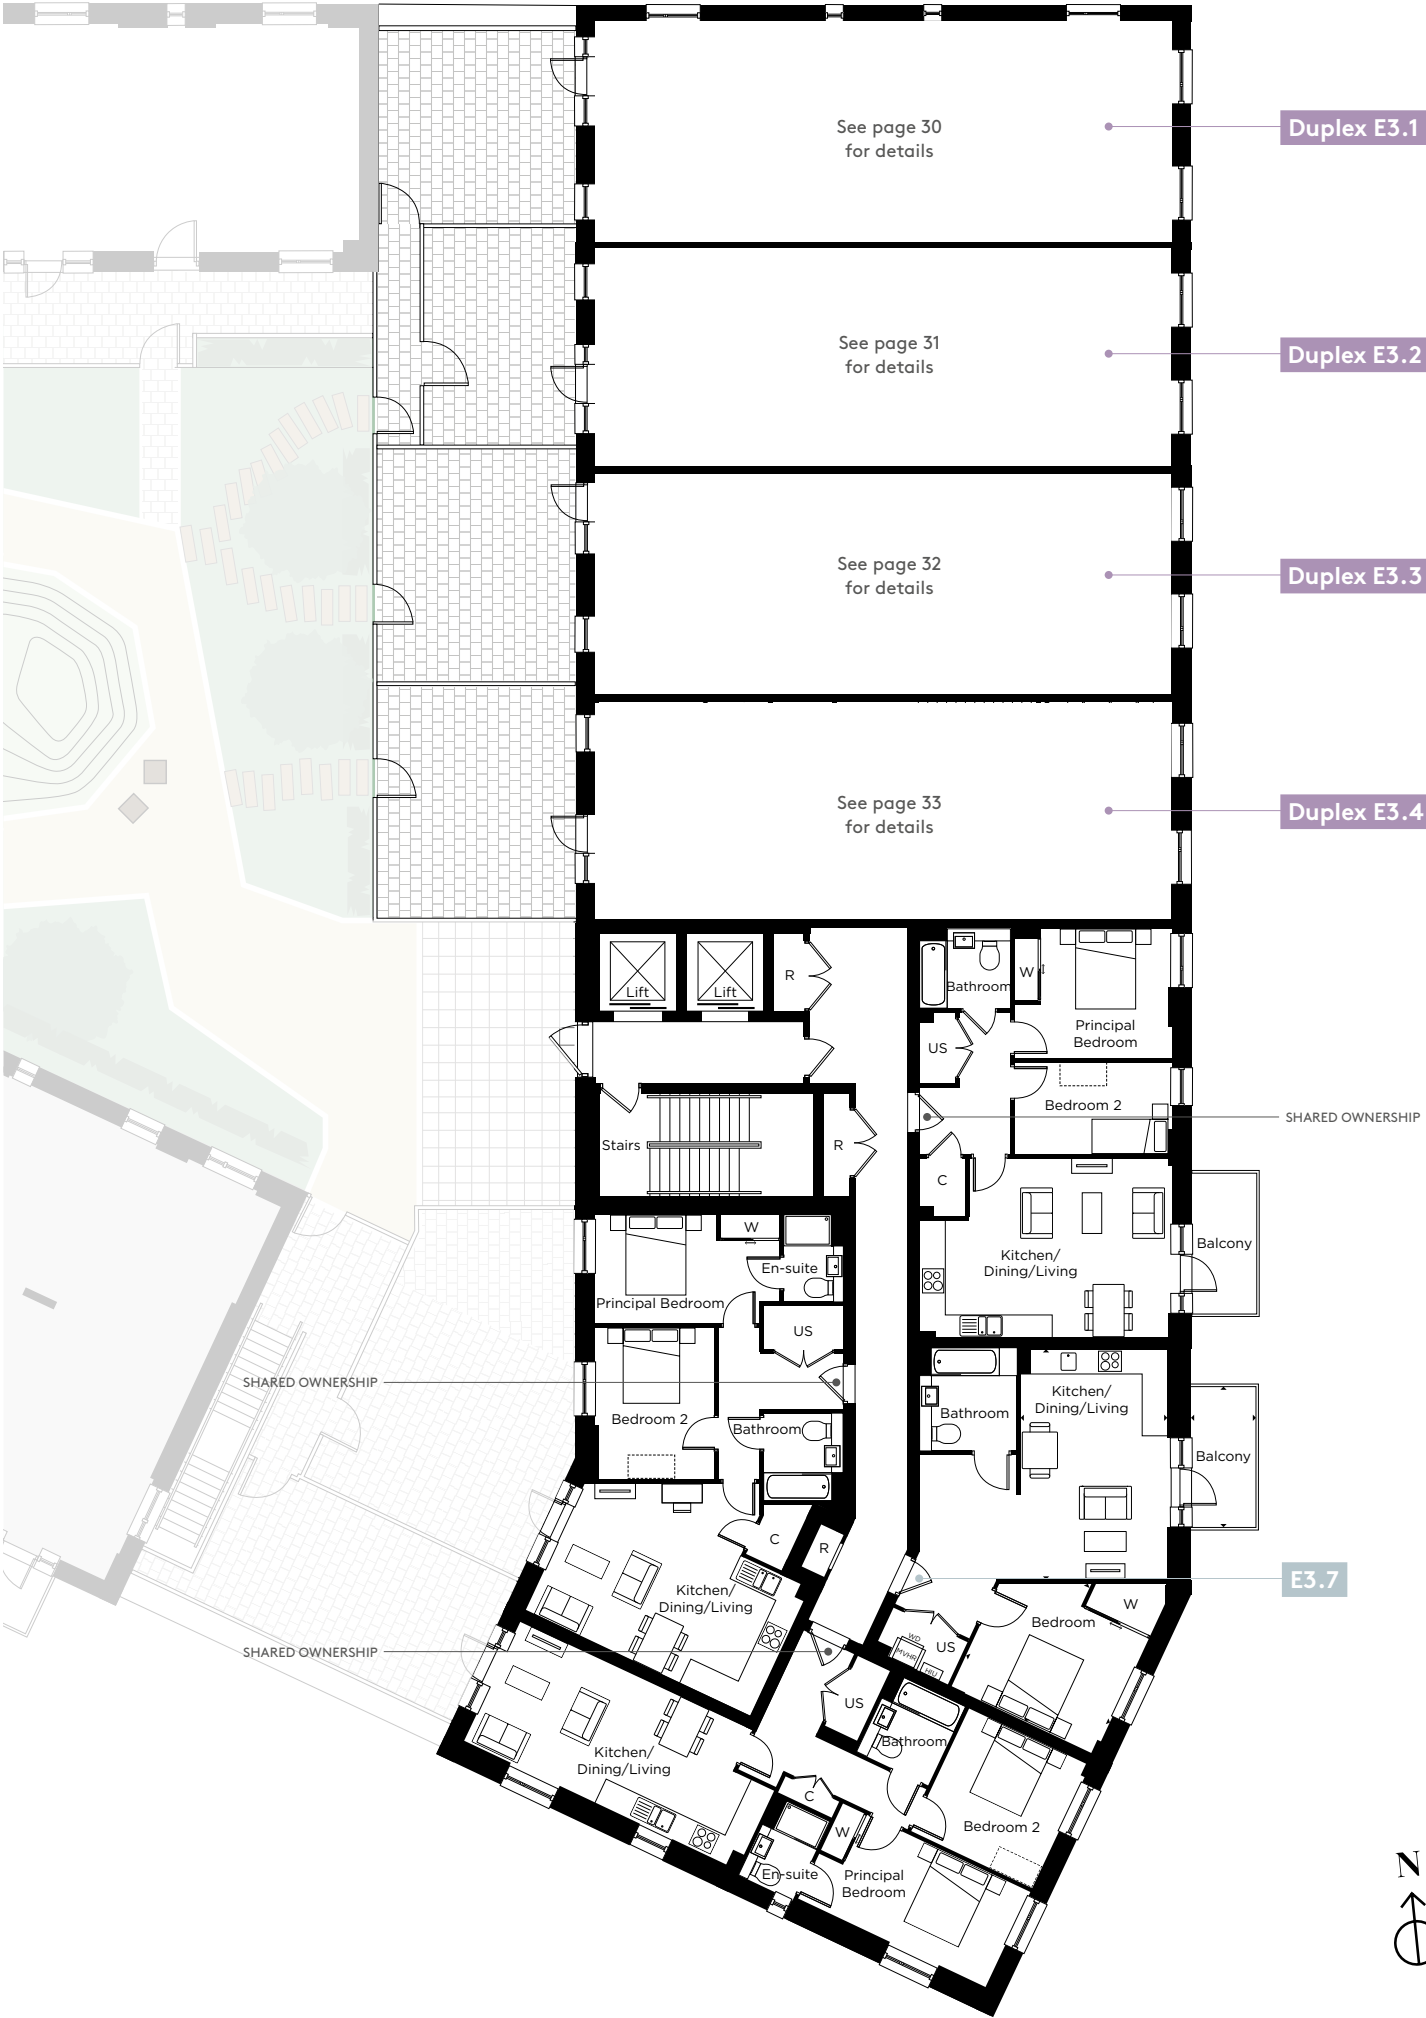 See page 30
for details
Duplex E3.1
See page 31
for details
Duplex E3.2
See page 32
for details
Duplex E3.3
See page 33
for details
Duplex E3.4
Lift
Lift
R
Bathroom
W
Principal
Bedroom
US
Bedroom 2
SHARED OWNERSHIP
Stairs
R
C
Kitchen/
Dining/Living
Balcony
W
En-suite
Principal Bedroom
US
SHARED OWNERSHIP
Bedroom 2
Bathroom
Kitchen/
Dining/Living
Bathroom
Balcony
C
R
Kitchen/
Dining/Living
E3.7
W
Bedroom
WD
MVHR
HIU
US
SHARED OWNERSHIP
US
Bathroom
Kitchen/
Dining/Living
C
W
Bedroom 2
En-suite
Principal
Bedroom
N